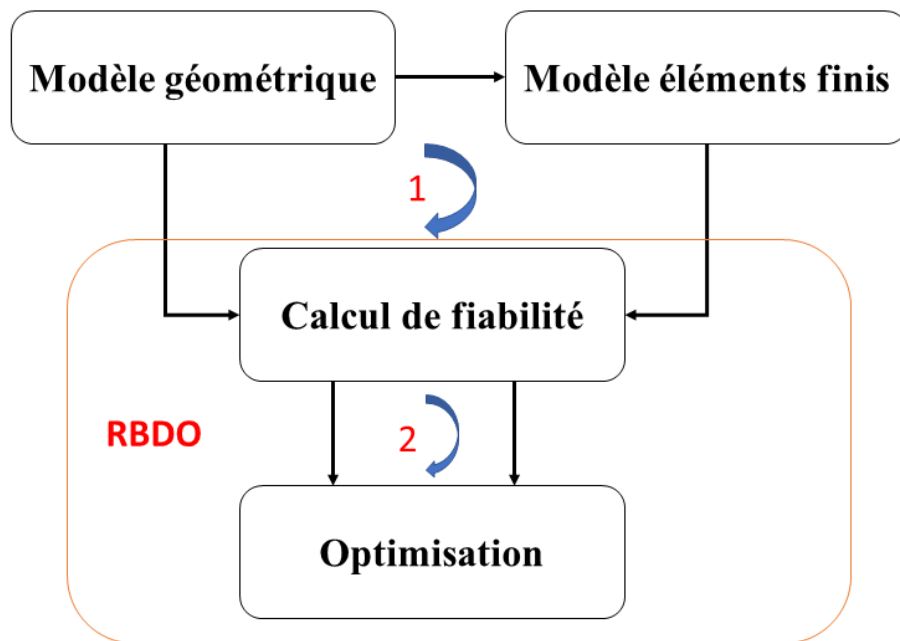 Modèle géométrique
Modèle éléments finis
1
Calcul de fiabilité
RBDO
2
Optimisation